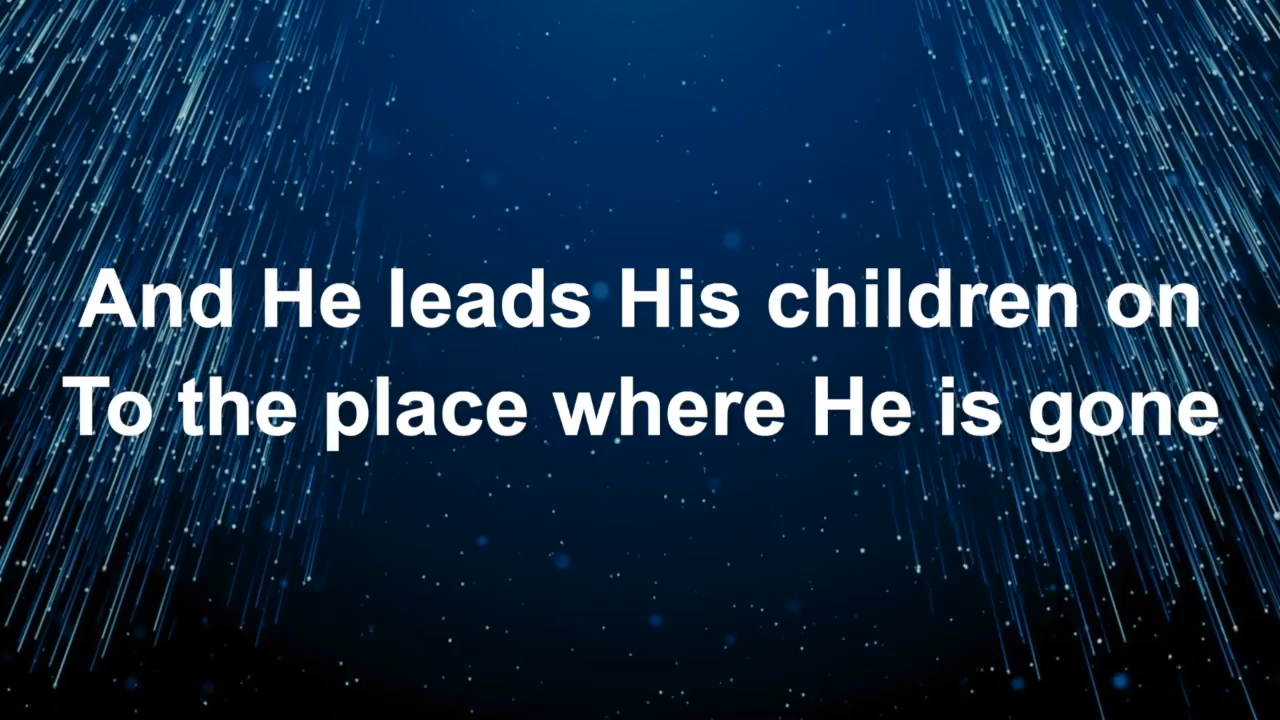 And He leads His children on
To the place where He is gone